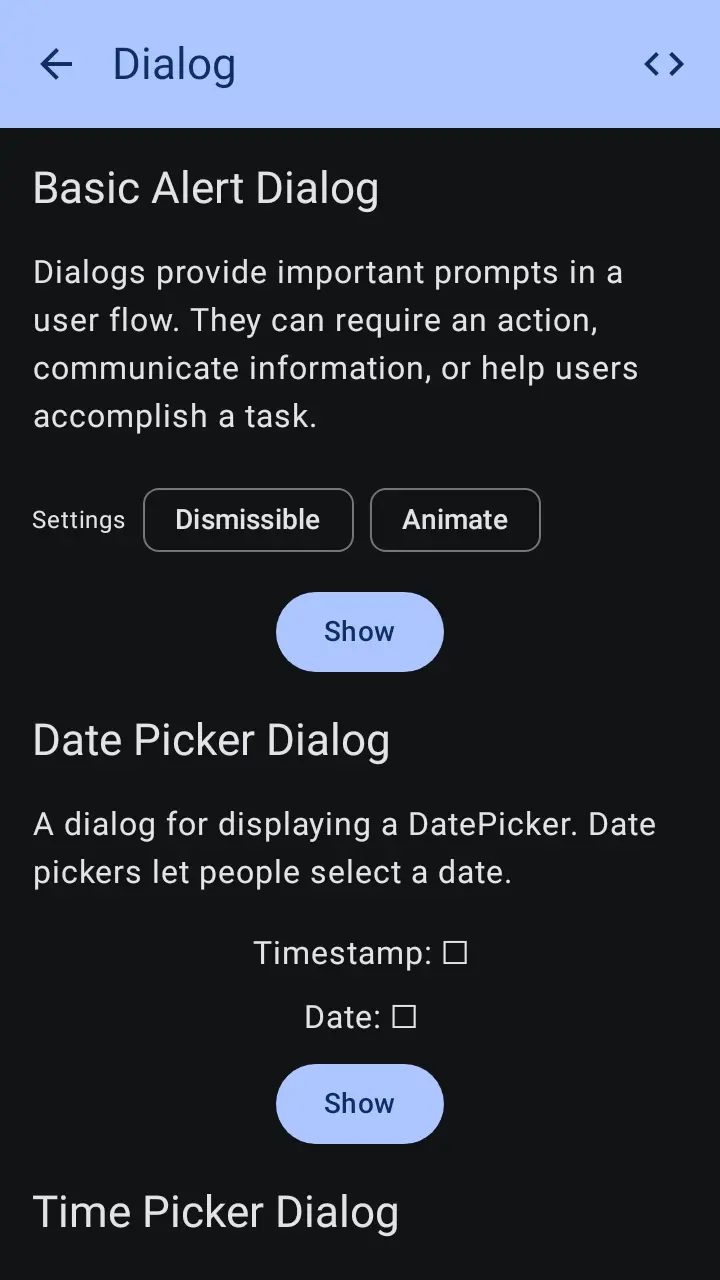 Dialog
Basic Alert Dialog
Dialogs provide important prompts in a
user flow. They can require an action,
communicate information, or help users
accomplish a task.
Settings Dismissible Animate
Show
Date Picker Dialog
A dialog for displaying a DatePicker. Date
pickers let people select a date.
Timestamp: □
Date: □
Show
Time Picker Dialog